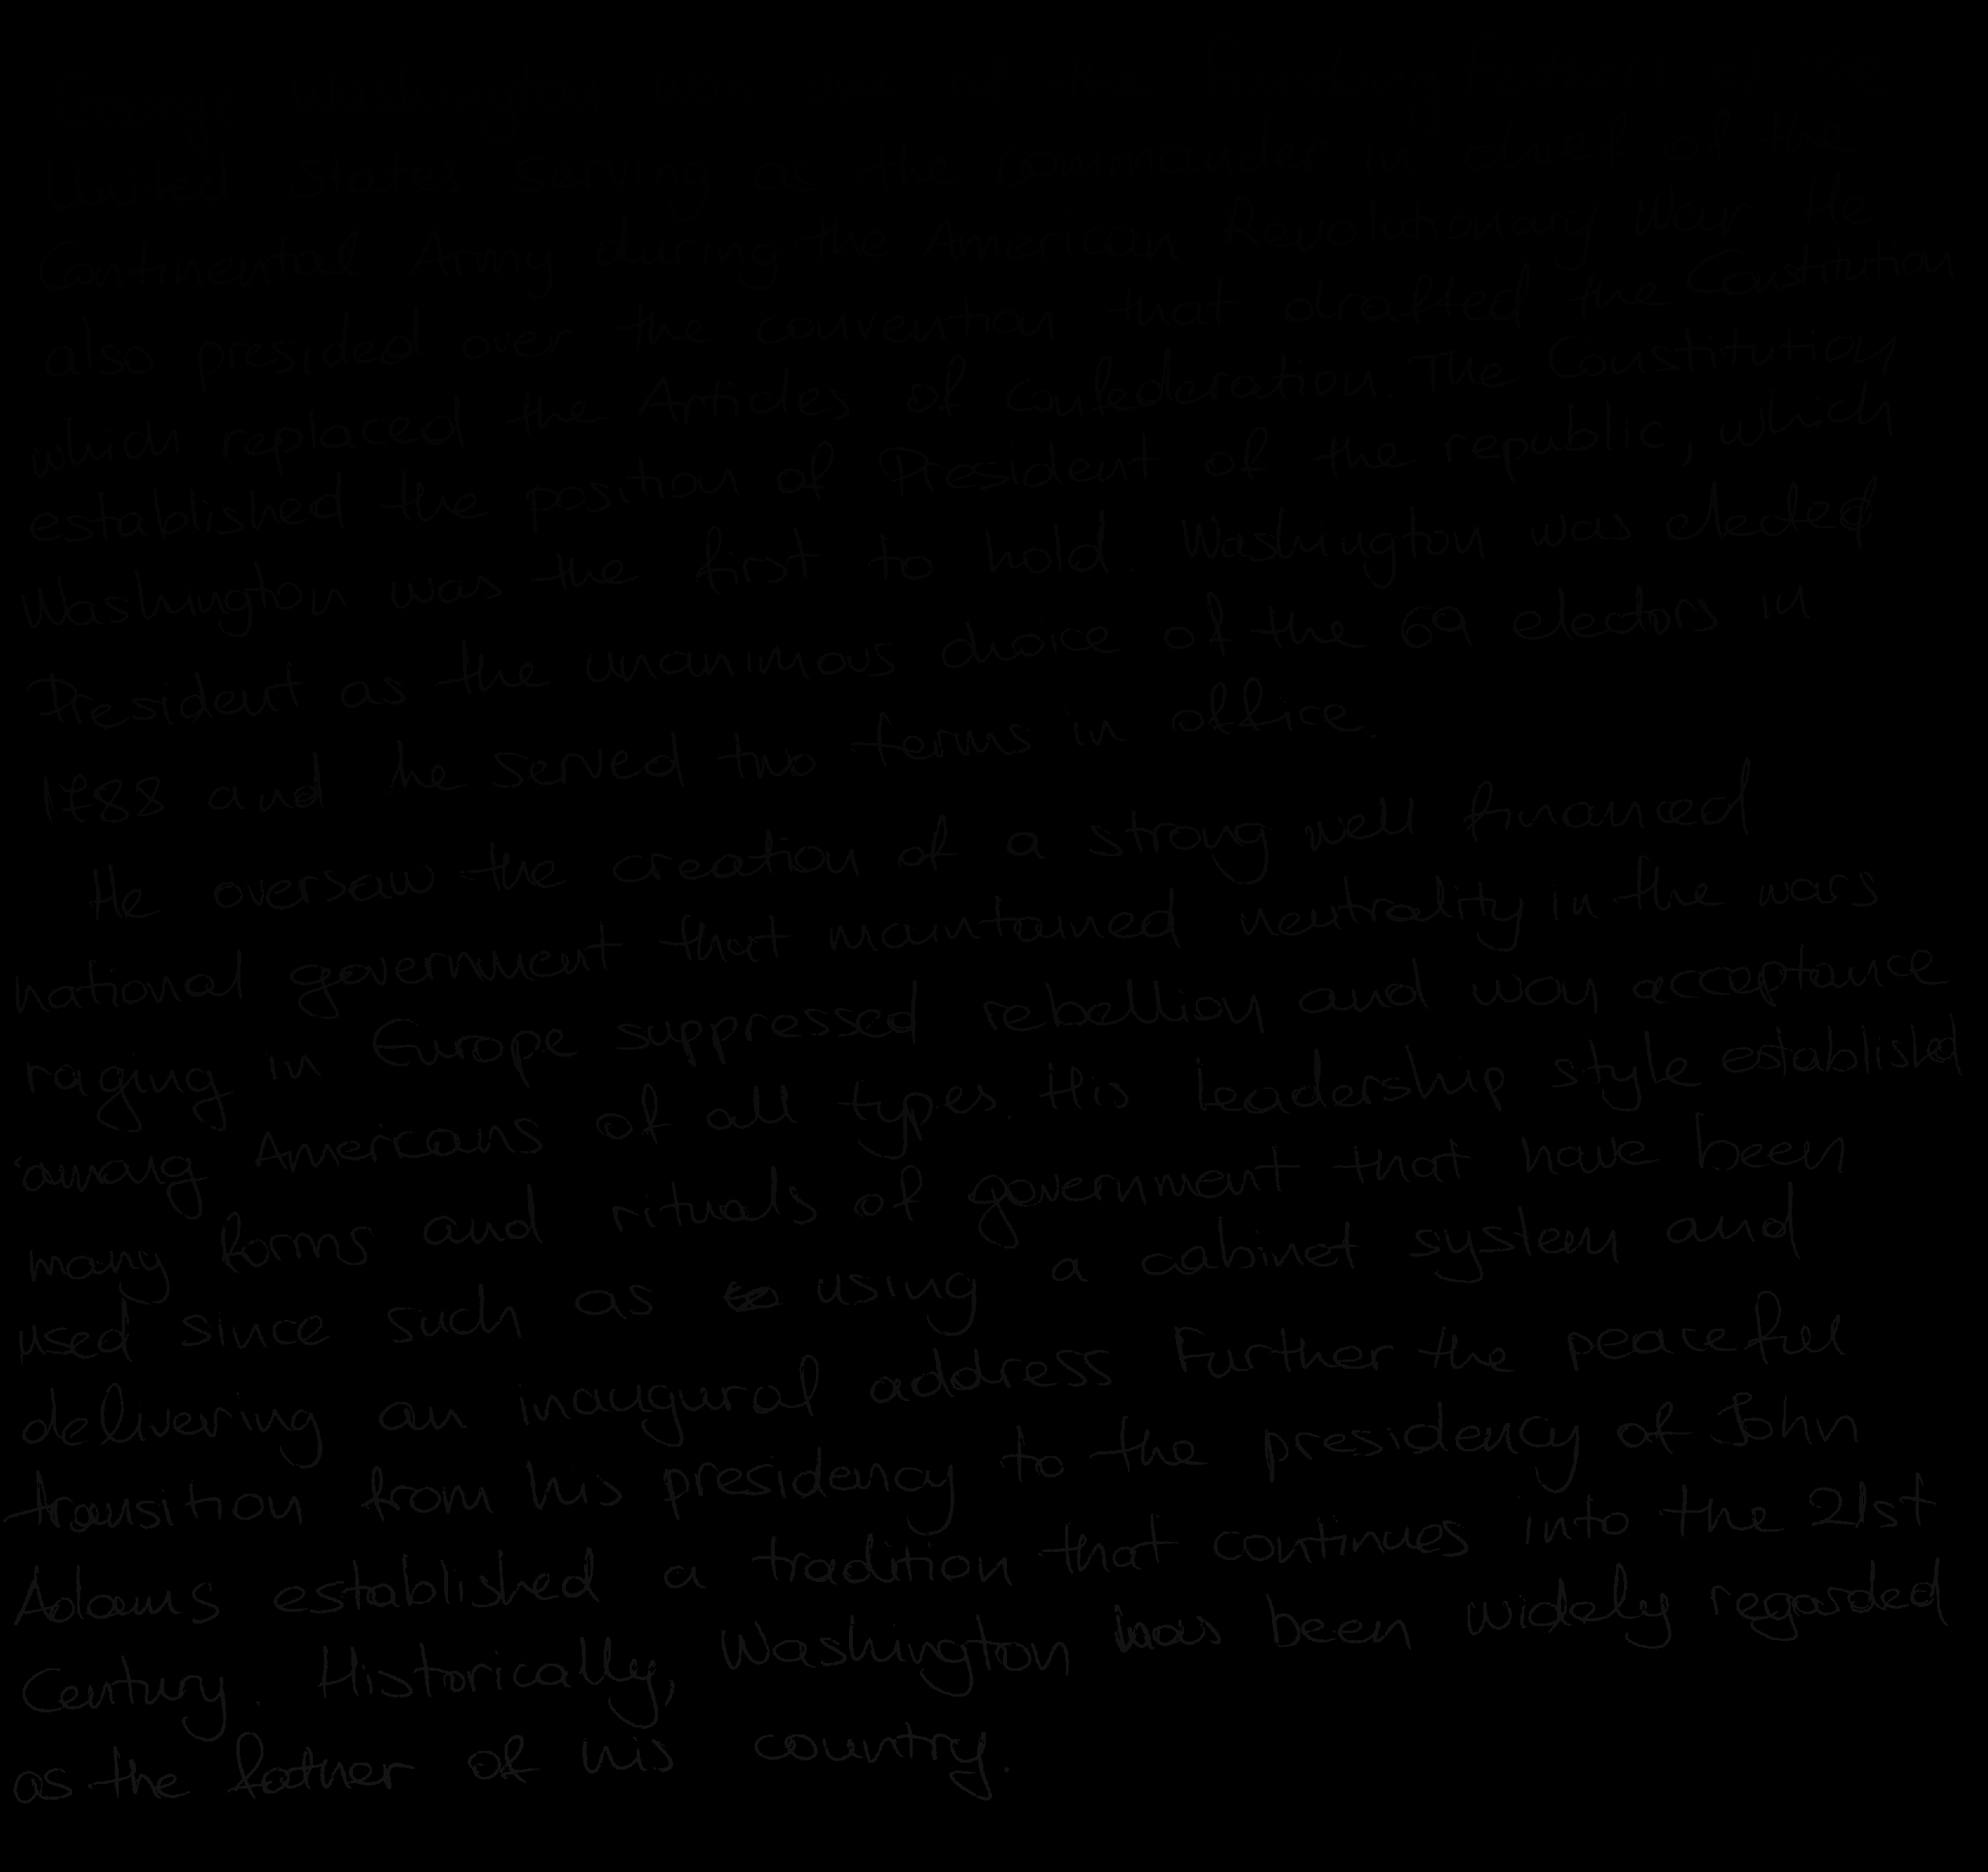 United States serving as the commander in chief of the
Continental Army during the American Revolutionary War He
also presided over the convention that drafted the Constitution
which replaced the Articles of Confederation. The Constitution
established the position of President of the republic, which
Washington was the first to hold. Washington was elected
President as the unanimous choice of the 69 electors in
1788 and he served two terms in office.
He oversaw the creation of a strong well financed
national government that maintained neutrality in the wars
raging in Europe suppressed rebellion and won acceptance
among Americans of all types. His leadership style established
many forms and rituals of government that have been
used since such as using a cabinet system and
delivering an inaugural address Further the peaceful
transition from his presidency to the presidency of John
Adams established a tradition that continues into the 21st
Century. Historically, Washington has been widely regarded
as the father of his country.